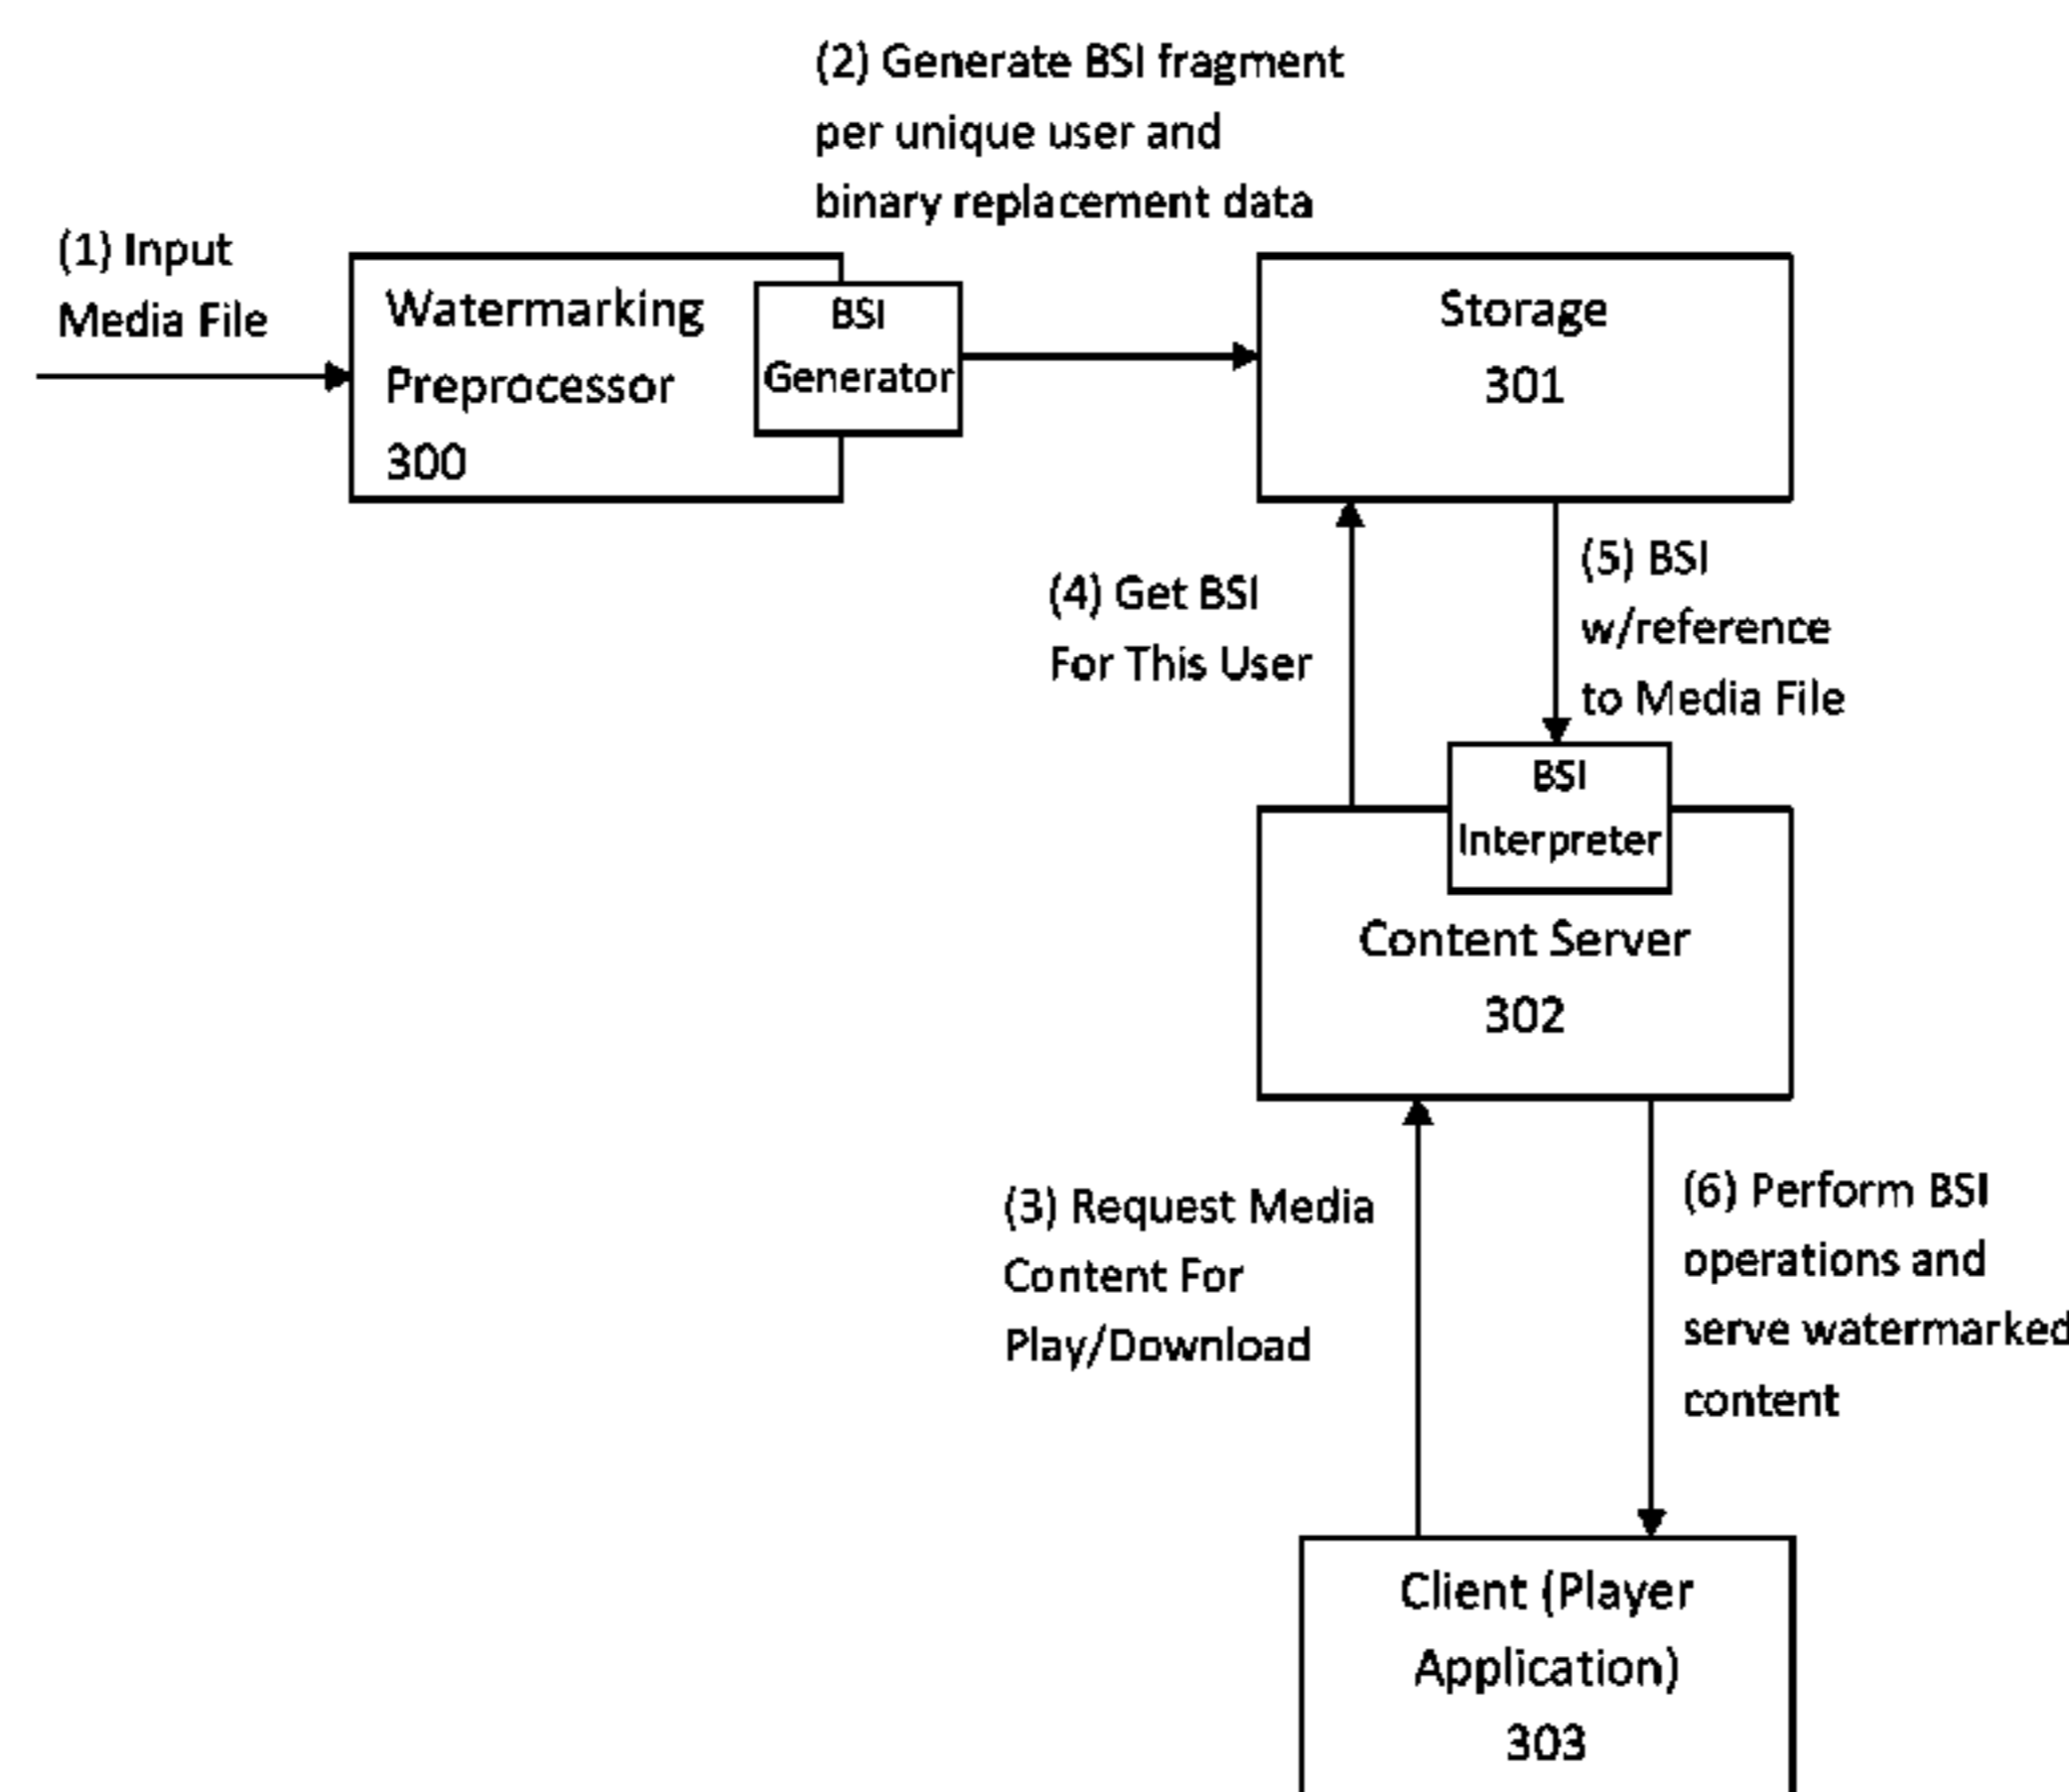 (2) Generate BSI fragment
per unique user and
binary replacement data
(1) Input
Media File
Watermarking
Preprocessor
300
BSI
Generator
Storage
301
(4) Get BSI
For This User
(5) BSI
w/reference
to Media File
BSI
Interpreter
Content Server
302
(3) Request Media
Content For
Play/Download
(6) Perform BSI
operations and
serve watermarked
content
Client (Player
Application)
303